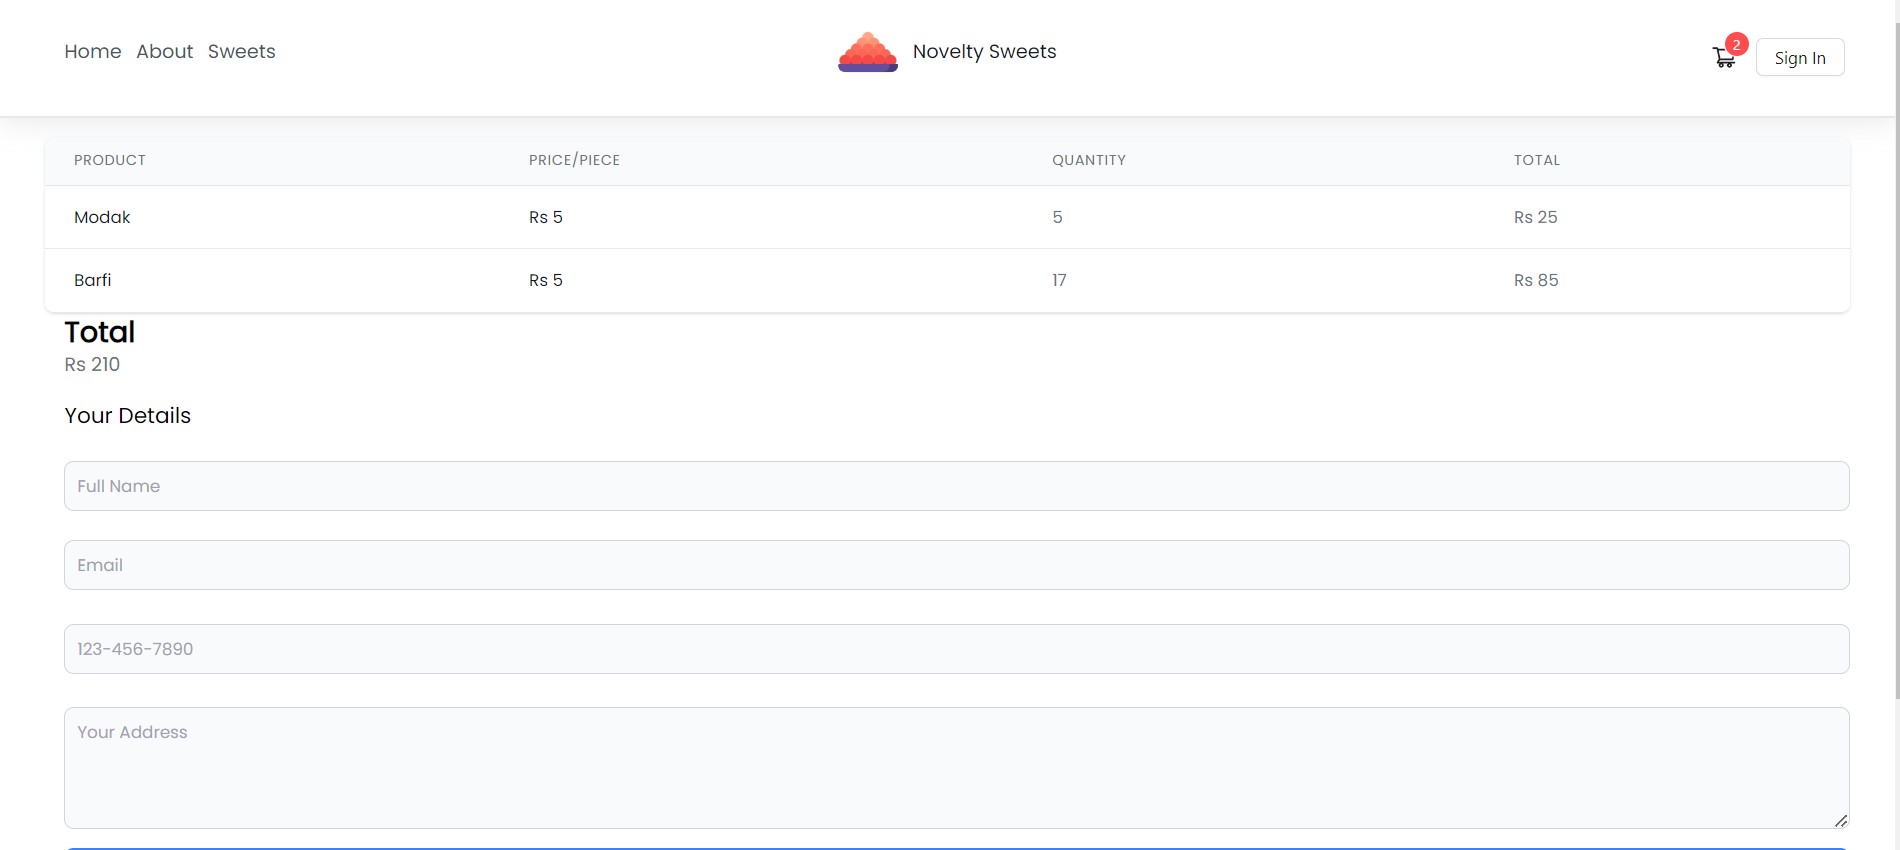 Home About Sweets
Novelty Sweets
2
Sign In
PRODUCT PRICE/PIECE QUANTITY TOTAL
Modak Rs 5 5 Rs 25
Barfi Rs 5 17 Rs 85
Total
Rs 210
Your Details
Full Name
Email
123-456-7890
Your Address